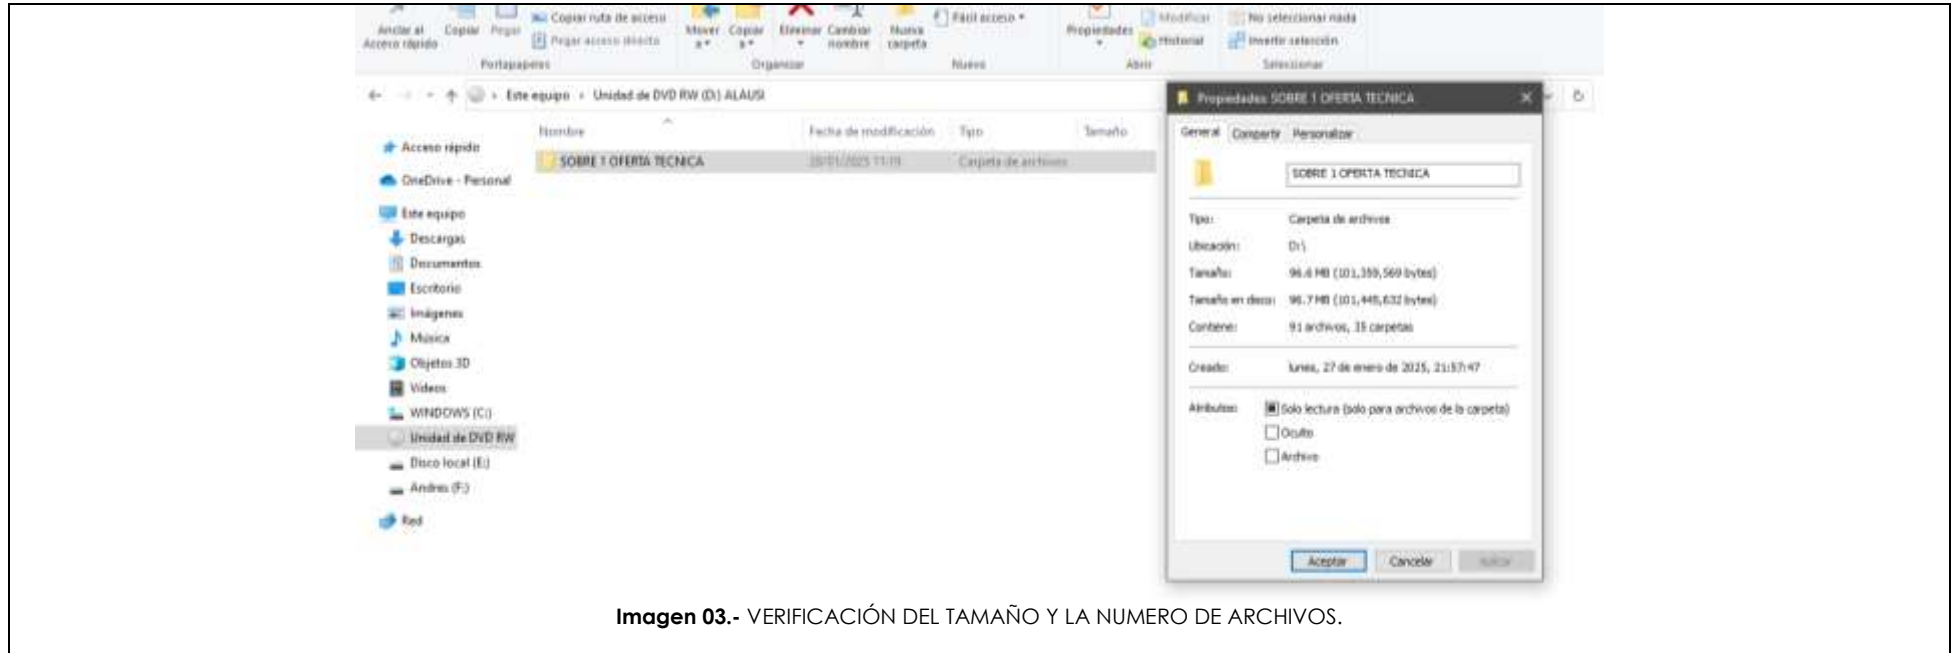 Anclar al Acceso rápido
Copiar
Pegar
Copiar ruta de acceso
Pegar acceso directo
Mover a
Copiar a
Eliminar
Cambiar nombre
Nueva carpeta
Fácil acceso
Propiedades
Modificar
Historial
No seleccionar nada
Invertir selección
Portapapeles
Organizar
Nuevo
Abrir
Seleccionar
Este equipo › Unidad de DVD RW (D:) ALAUSI
Nombre
Fecha de modificación
Tipo
Tamaño
SOBRE 1 OFERTA TECNICA
Carpeta de archivos
Acceso rápido
OneDrive - Personal
Este equipo
Descargas
Documentos
Escritorio
Imágenes
Música
Objetos 3D
Videos
WINDOWS (C:)
Unidad de DVD RW
Disco local (E:)
Andres (F:)
Red
Propiedades: SOBRE 1 OFERTA TECNICA
General
Compartir
Personalizar
SOBRE 1 OFERTA TECNICA
Tipo: Carpeta de archivos
Ubicación: D:\
Tamaño: 96.6 MB (101,359,569 bytes)
Tamaño en disco: 96.7 MB (101,445,632 bytes)
Contiene: 91 archivos, 35 carpetas
Creado: lunes, 27 de enero de 2025, 21:57:47
Atributos: Solo lectura (solo para archivos de la carpeta)
Oculto
Archivo
Aceptar
Cancelar
Imagen 03.- VERIFICACIÓN DEL TAMAÑO Y LA NUMERO DE ARCHIVOS.